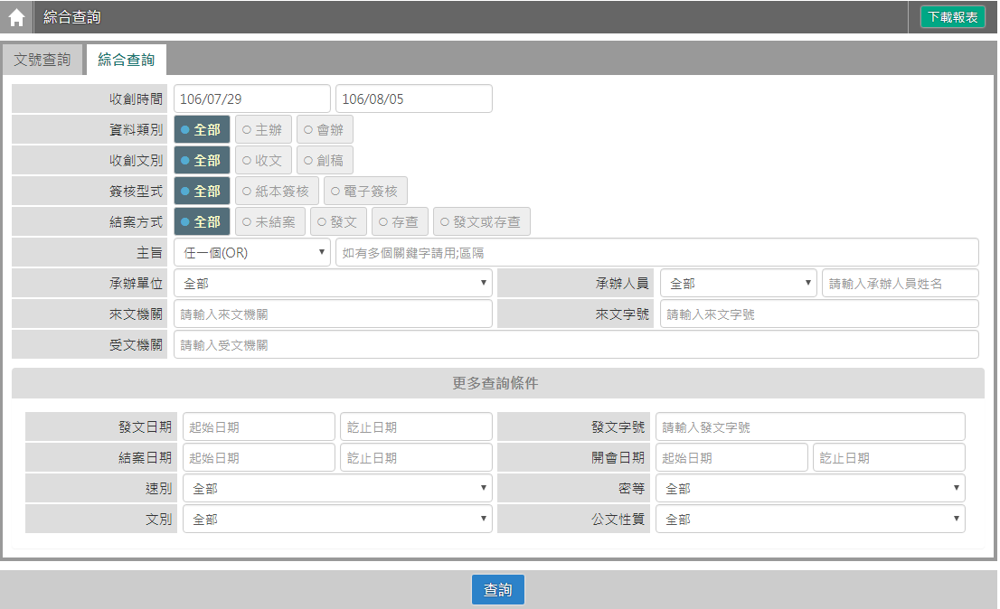 綜合查詢 下載報表
文號查詢 綜合查詢
收創時間 106/07/29 106/08/05
資料類別 全部 主辦 會辦
收創文別 全部 收文 創稿
簽核型式 全部 紙本簽核 電子簽核
結案方式 全部 未結案 發文 存查 發文或存查
主旨 任一個(OR) 如有多個關鍵字請用;區隔
承辦單位 全部 承辦人員 全部 請輸入承辦人員姓名
來文機關 請輸入來文機關 來文字號 請輸入來文字號
受文機關 請輸入受文機關
更多查詢條件
發文日期 起始日期 訖止日期 發文字號 請輸入發文字號
結案日期 起始日期 訖止日期 開會日期 起始日期 訖止日期
速別 全部 密等 全部
文別 全部 公文性質 全部
查詢